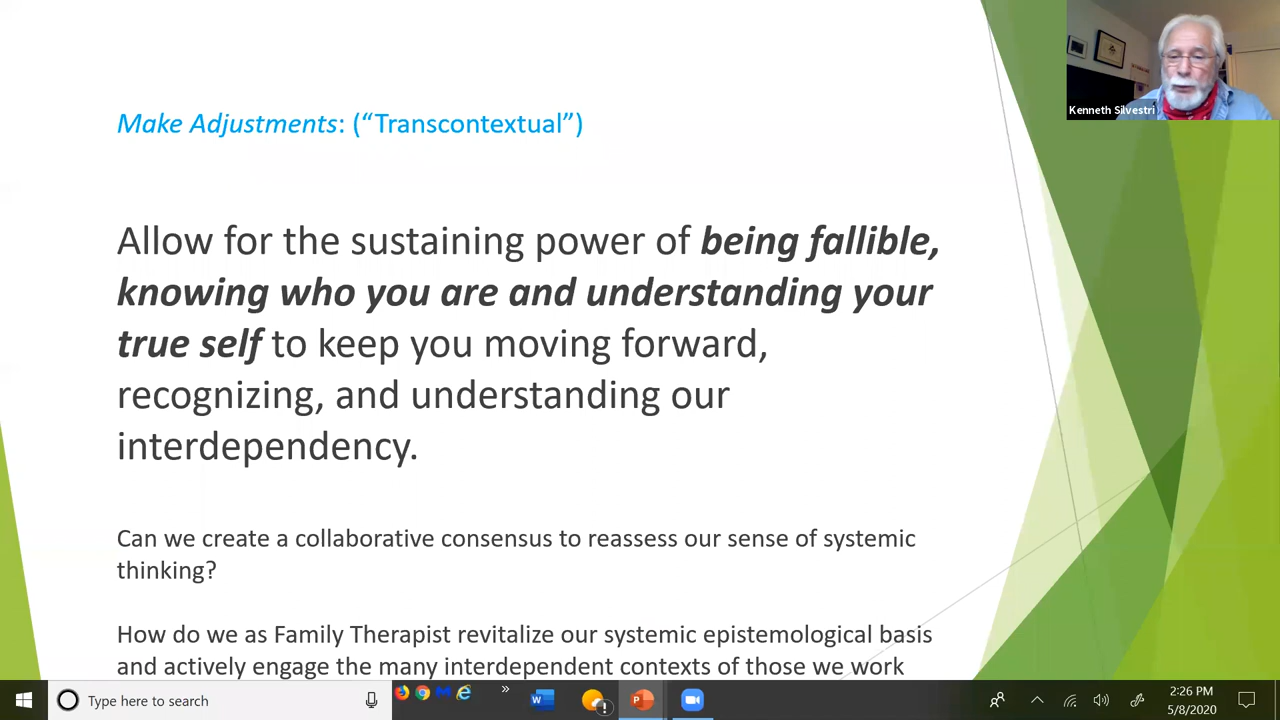 Make Adjustments: (“Transcontextual”)
Kenneth Silvestri
Allow for the sustaining power of being fallible,
knowing who you are and understanding your
true self to keep you moving forward,
recognizing, and understanding our
interdependency.
Can we create a collaborative consensus to reassess our sense of systemic
thinking?
How do we as Family Therapist revitalize our systemic epistemological basis
and actively engage the many interdependent contexts of those we work
Type here to search
2:26 PM
5/8/2020